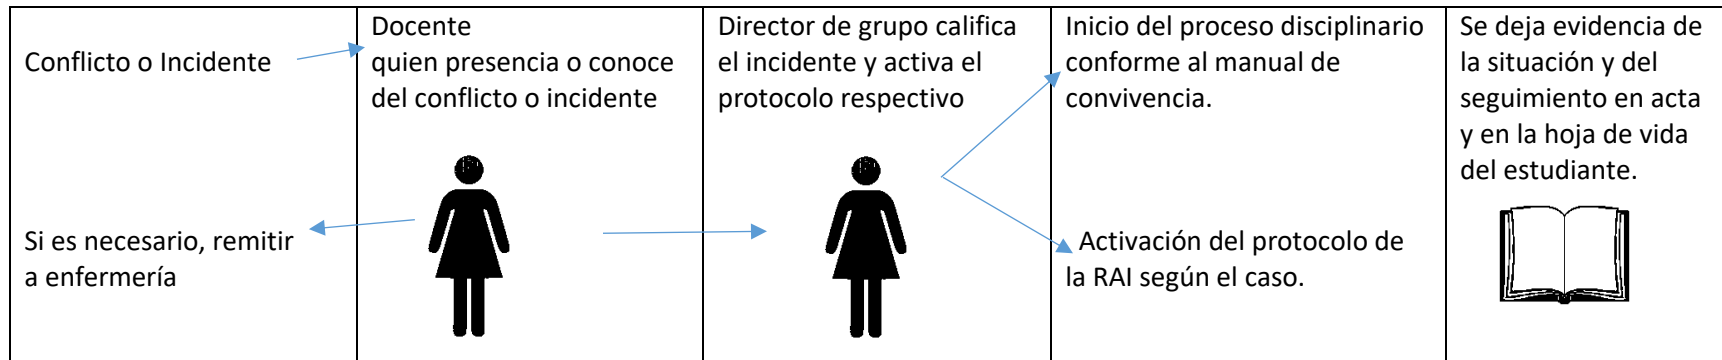 Conflicto o Incidente
Si es necesario, remitir
a enfermería
Docente
quien presencia o conoce
del conflicto o incidente
Director de grupo califica
el incidente y activa el
protocolo respectivo
Inicio del proceso disciplinario
conforme al manual de
convivencia.
Activación del protocolo de
la RAI según el caso.
Se deja evidencia de
la situación y del
seguimiento en acta
y en la hoja de vida
del estudiante.